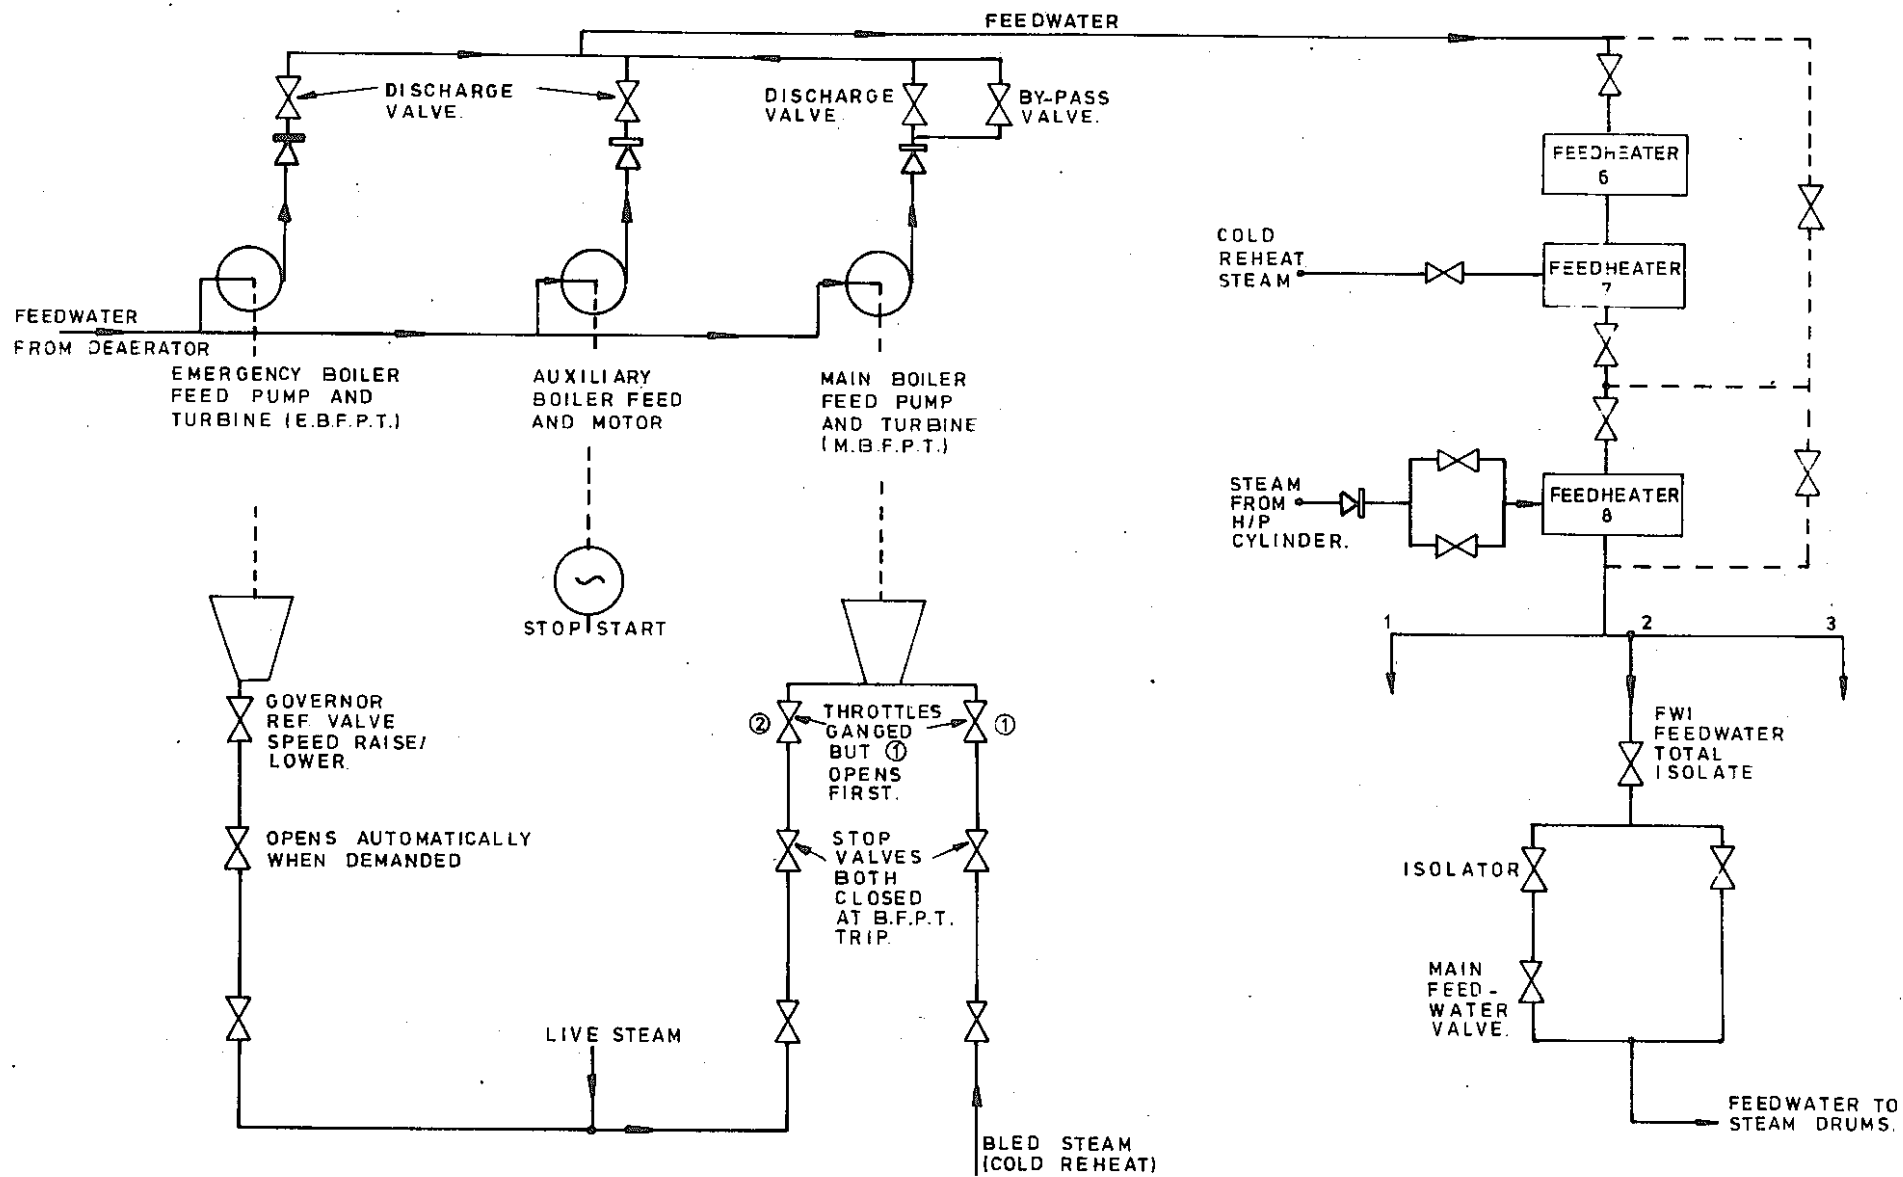 FEEDWATER
DISCHARGE
VALVE.
DISCHARGE
VALVE.
BY-PASS
VALVE.
FEEDHEATER
6
COLD
REHEAT
STEAM
FEEDHEATER
7
FEEDWATER
FROM DEAERATOR
EMERGENCY BOILER
FEED PUMP AND
TURBINE (E.B.F.P.T.)
AUXILIARY
BOILER FEED
AND MOTOR
MAIN BOILER
FEED PUMP
AND TURBINE
(M.B.F.P.T.)
STEAM
FROM
H/P
CYLINDER.
FEEDHEATER
8
STOP START
1
2
3
GOVERNOR
REF. VALVE
SPEED RAISE/
LOWER.
②
THROTTLES
GANGED
BUT ①
OPENS
FIRST.
①
FWI
FEEDWATER
TOTAL
ISOLATE
OPENS AUTOMATICALLY
WHEN DEMANDED
STOP
VALVES
BOTH
CLOSED
AT B.F.P.T.
TRIP.
ISOLATOR
MAIN
FEED-
WATER
VALVE.
LIVE STEAM
BLED STEAM
(COLD REHEAT)
FEEDWATER TO
STEAM DRUMS.